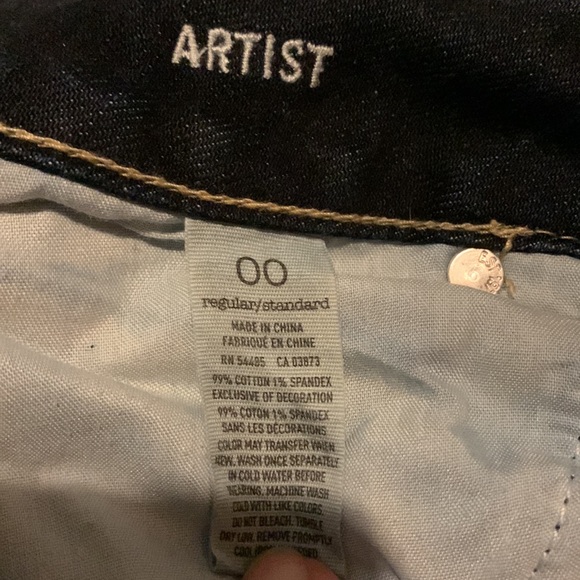 ARTIST
00
regular/standard
MADE IN CHINA
FABRIQUÉ EN CHINE
RN 54485 CA 03873
99% COTTON 1% SPANDEX
EXCLUSIVE OF DECORATION
99% COTON 1% SPANDEX
SANS LES DÉCORATIONS
COLOR MAY TRANSFER WHEN
NEW. WASH ONCE SEPARATELY
IN COLD WATER BEFORE
WEARING. MACHINE WASH
COLD WITH LIKE COLORS.
DO NOT BLEACH. TUMBLE
DRY LOW. REMOVE PROMPTLY
COOL